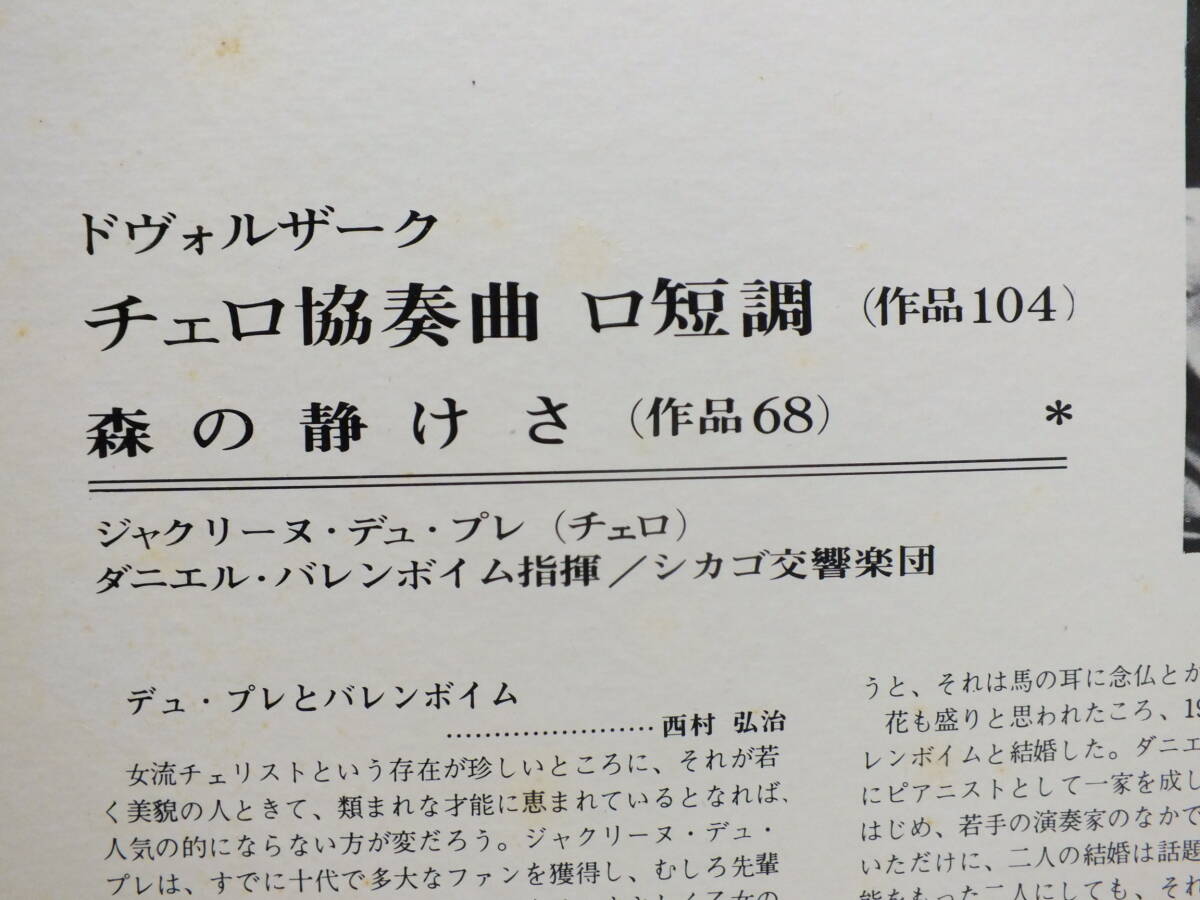 ドヴォルザーク
チェロ協奏曲 ロ短調 (作品104)
森の静けさ (作品68) *
ジャクリーヌ・デュ・プレ (チェロ)
ダニエル・バレンボイム指揮/シカゴ交響楽団
デュ・プレとバレンボイム
……………………西村 弘治
女流チェリストという存在が珍しいところに、それが若
く美貌の人ときて、類まれな才能に恵まれているとなれば、
人気の的にならない方が変だろう。ジャクリーヌ・デュ・
プレは、すでに十代で多大なファンを獲得し、むしろ先輩
うと、それは馬の耳に念仏とか
花も盛りと思われたころ、19
レンボイムと結婚した。ダニエ
にピアニストとして一家を成し
はじめ、若手の演奏家のなかで
いただけに、二人の結婚は話題
能をもった二人にしても、それ